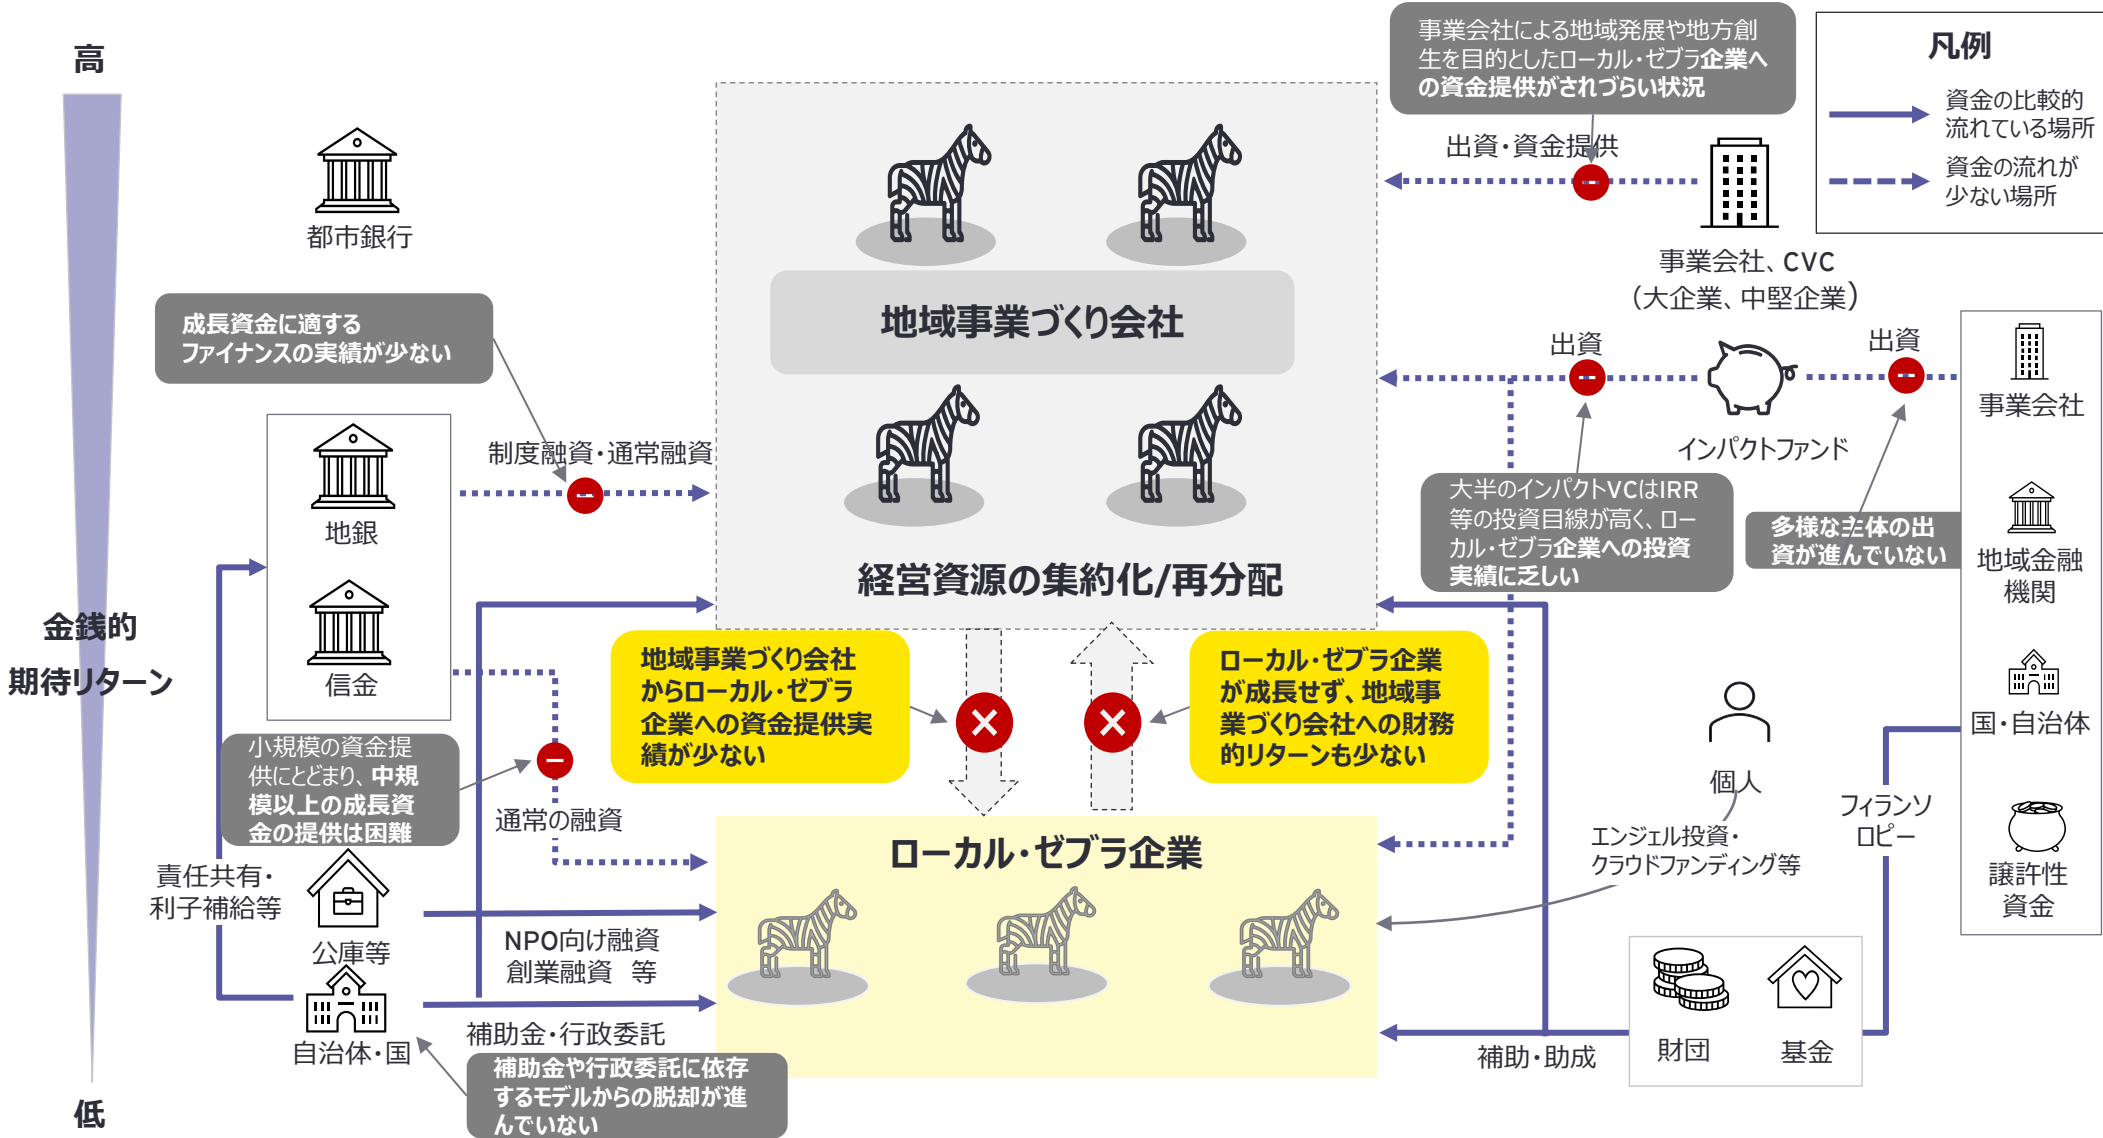 高
金銭的
期待リターン
低
都市銀行
成長資金に適する
ファイナンスの実績が少ない
地銀
信金
制度融資・通常融資
小規模の資金提
供にとどまり、中規
模以上の成長資
金の提供は困難
通常の融資
責任共有・
利子補給等
公庫等
NPO向け融資
創業融資 等
自治体・国
補助金・行政委託
補助金や行政委託に依存
するモデルからの脱却が進
んでいない
地域事業づくり会社
経営資源の集約化/再分配
地域事業づくり会社
からローカル・ゼブラ
企業への資金提供実
績が少ない
ローカル・ゼブラ企業
が成長せず、地域事
業づくり会社への財務
的リターンも少ない
ローカル・ゼブラ企業
事業会社による地域発展や地方創
生を目的としたローカル・ゼブラ企業へ
の資金提供がされづらい状況
出資・資金提供
事業会社、CVC
（大企業、中堅企業）
凡例
資金の比較的
流れている場所
資金の流れが
少ない場所
出資
出資
インパクトファンド
大半のインパクトVCはIRR
等の投資目線が高く、ロー
カル・ゼブラ企業への投資
実績に乏しい
多様な主体の出
資が進んでいない
事業会社
地域金融
機関
国・自治体
譲許性
資金
個人
エンジェル投資・
クラウドファンディング等
フィランソ
ロピー
財団
基金
補助・助成